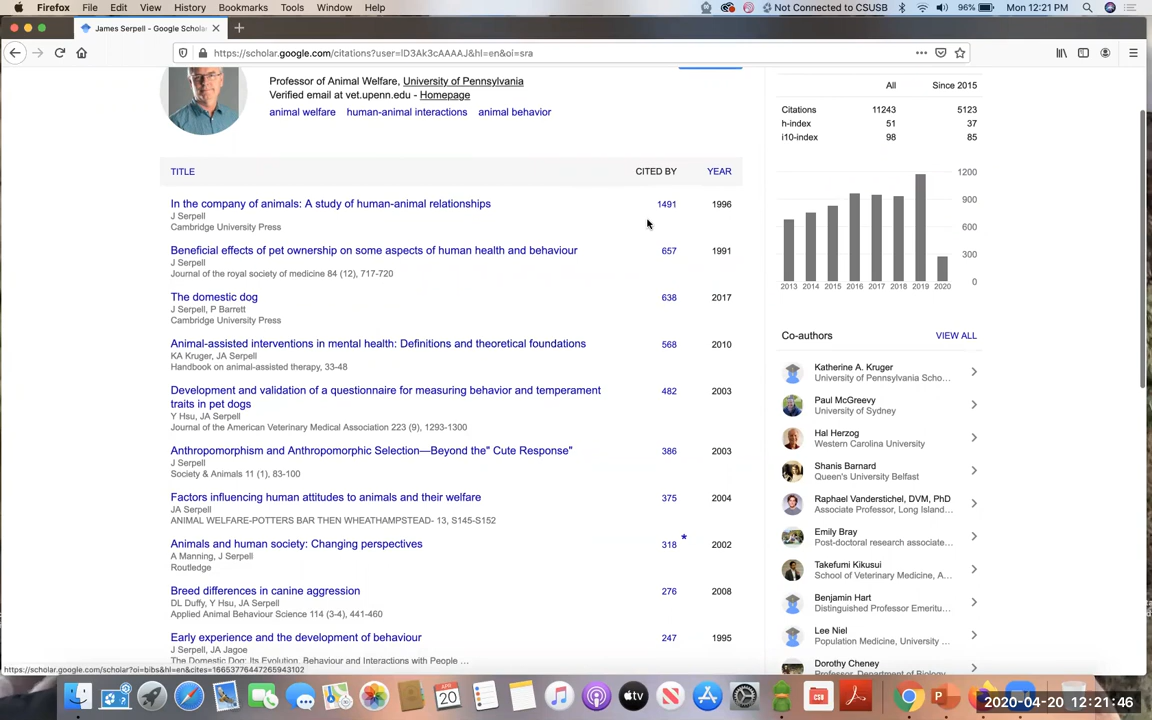 Firefox File Edit View History Bookmarks Tools Window Help
Not Connected to CSUSB 96% Mon 12:21 PM
James Serpell - Google Schola
https://scholar.google.com/citations?user=lD3Ak3cAAAAJ&hl=en&oi=sra
Professor of Animal Welfare, University of Pennsylvania
Verified email at vet.upenn.edu - Homepage
animal welfare human-animal interactions animal behavior
TITLE CITED BY YEAR
In the company of animals: A study of human-animal relationships 1491 1996
J Serpell
Cambridge University Press
Beneficial effects of pet ownership on some aspects of human health and behaviour 657 1991
J Serpell
Journal of the royal society of medicine 84 (12), 717-720
The domestic dog 638 2017
J Serpell, P Barrett
Cambridge University Press
Animal-assisted interventions in mental health: Definitions and theoretical foundations 568 2010
KA Kruger, JA Serpell
Handbook on animal-assisted therapy, 33-48
Development and validation of a questionnaire for measuring behavior and temperament 482 2003
traits in pet dogs
Y Hsu, JA Serpell
Journal of the American Veterinary Medical Association 223 (9), 1293-1300
Anthropomorphism and Anthropomorphic Selection—Beyond the" Cute Response" 386 2003
J Serpell
Society & Animals 11 (1), 83-100
Factors influencing human attitudes to animals and their welfare 375 2004
JA Serpell
ANIMAL WELFARE-POTTERS BAR THEN WHEATHAMPSTEAD- 13, S145-S152
Animals and human society: Changing perspectives 318 * 2002
A Manning, J Serpell
Routledge
Breed differences in canine aggression 276 2008
DL Duffy, Y Hsu, JA Serpell
Applied Animal Behaviour Science 114 (3-4), 441-460
Early experience and the development of behaviour 247 1995
J Serpell, JA Jagoe
The Domestic Dog: Its Evolution, Behaviour and Interactions with People ...
https://scholar.google.com/scholar?oi=bibs&hl=en&cites=16653776447265943102
All Since 2015
Citations 11243 5123
h-index 51 37
i10-index 98 85
1200
900
600
300
0
2013 2014 2015 2016 2017 2018 2019 2020
Co-authors VIEW ALL
Katherine A. Kruger
University of Pennsylvania Scho...
Paul McGreevy
University of Sydney
Hal Herzog
Western Carolina University
Shanis Barnard
Queen's University Belfast
Raphael Vanderstichel, DVM, PhD
Associate Professor, Long Island...
Emily Bray
Post-doctoral research associate...
Takefumi Kikusui
School of Veterinary Medicine, A...
Benjamin Hart
Distinguished Professor Emeritu...
Lee Niel
Population Medicine, University ...
Dorothy Cheney
APR
20
tv
2020-04-20 12:21:46